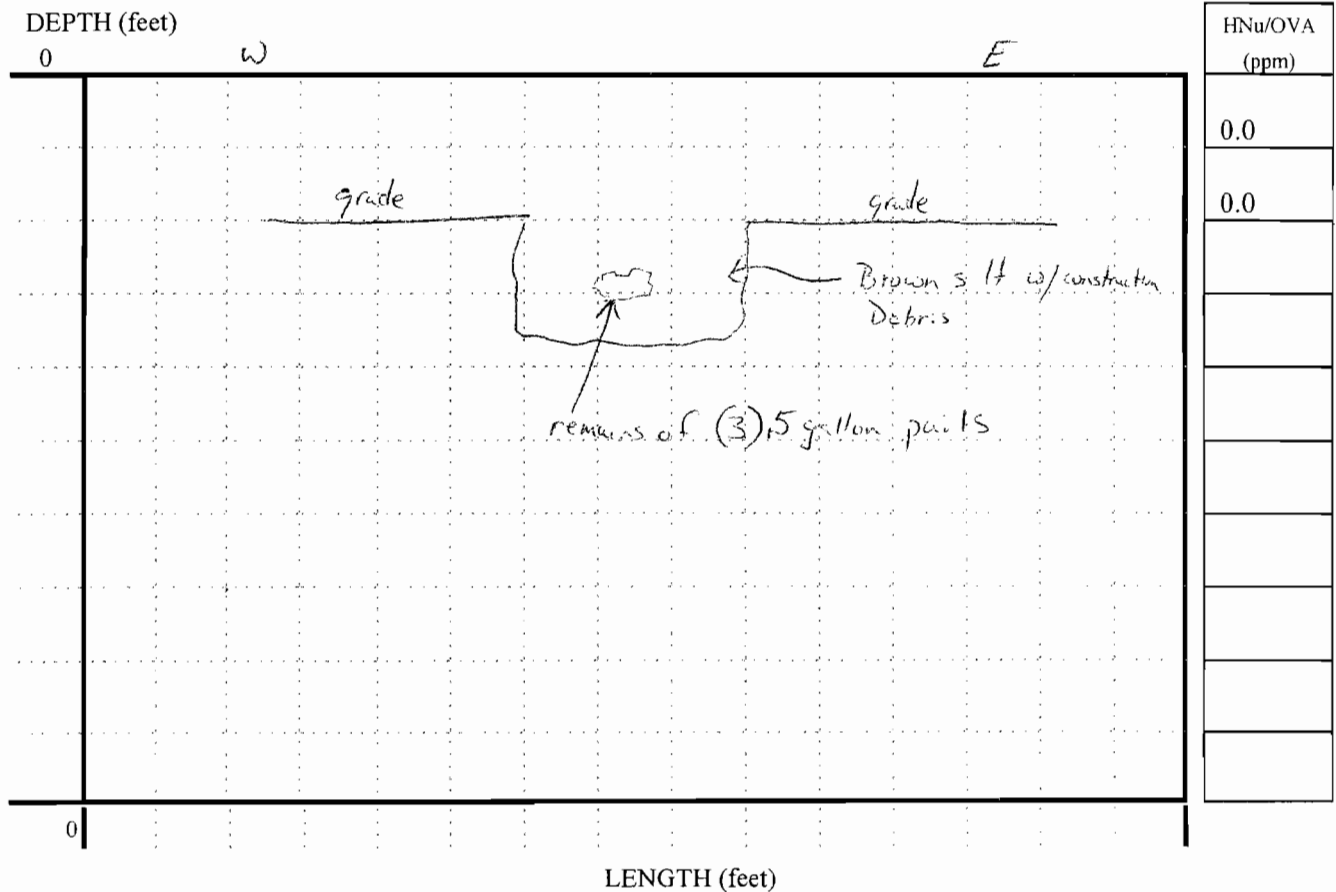 DEPTH (feet)
HNu/OVA
(ppm)
0
W
E
0.0
0.0
grade
grade
Brown silt w/construction
Debris
remains of (3), 5 gallon pails
0
LENGTH (feet)